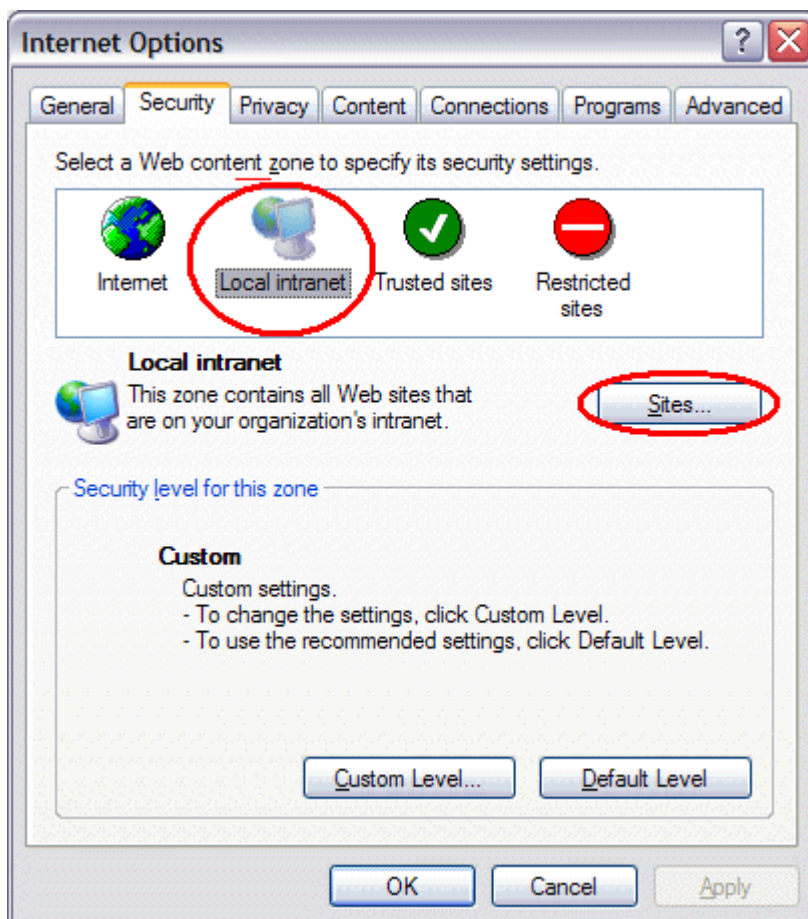 Internet Options
?
General Security Privacy Content Connections Programs Advanced
Select a Web content zone to specify its security settings.
Internet Local intranet Trusted sites Restricted
sites
Local intranet
This zone contains all Web sites that
are on your organization's intranet.
Sites...
Security level for this zone
Custom
Custom settings.
- To change the settings, click Custom Level.
- To use the recommended settings, click Default Level.
Custom Level... Default Level
OK Cancel Apply